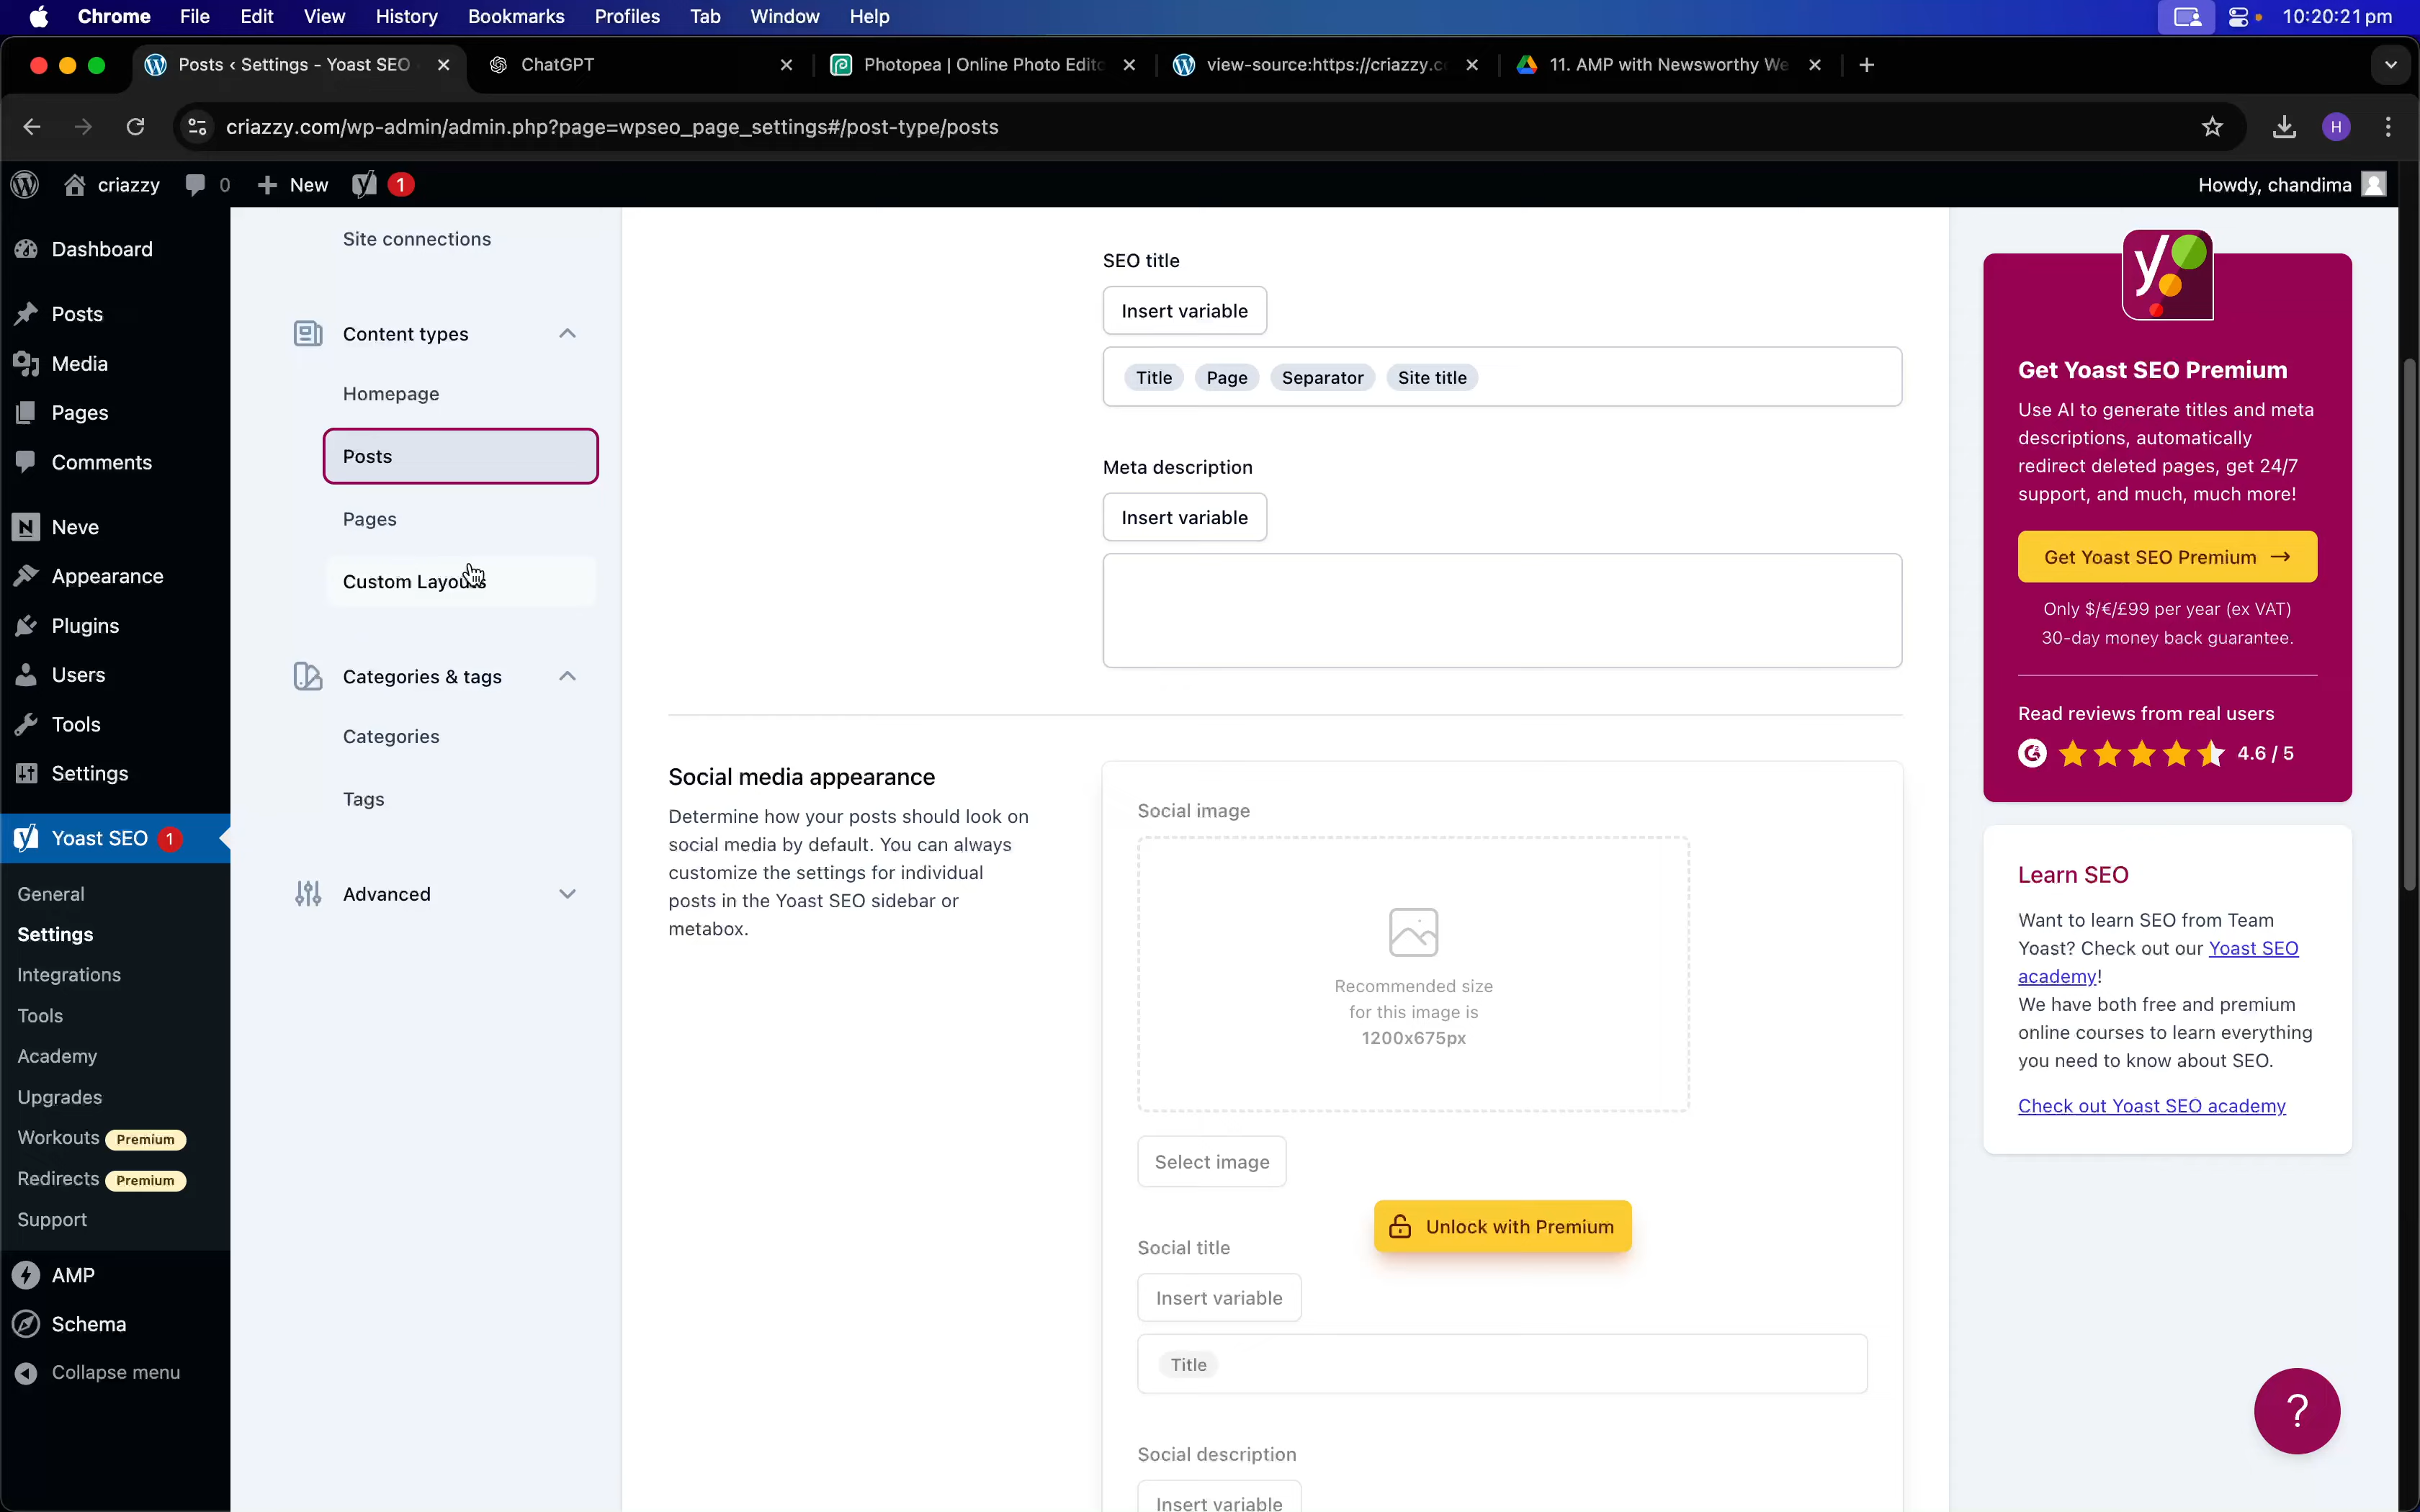 Chrome File Edit View History Bookmarks Profiles Tab Window Help 10:20:21 pm
Posts ‹ Settings - Yoast SEO ChatGPT Photopea | Online Photo Edito view-source:https://criazzy.c 11. AMP with Newsworthy We
criazzy.com/wp-admin/admin.php?page=wpseo_page_settings#/post-type/posts H
criazzy 0 New 1 Howdy, chandima
Dashboard
Posts
Media
Pages
Comments
Neve
Appearance
Plugins
Users
Tools
Settings
Yoast SEO 1
General
Settings
Integrations
Tools
Academy
Upgrades
Workouts Premium
Redirects Premium
Support
AMP
Schema
Collapse menu
Site connections
Content types
Homepage
Posts
Pages
Custom Layouts
Categories & tags
Categories
Tags
Advanced
SEO title
Insert variable
Title Page Separator Site title
Meta description
Insert variable
Social media appearance
Determine how your posts should look on
social media by default. You can always
customize the settings for individual
posts in the Yoast SEO sidebar or
metabox.
Social image
Recommended size
for this image is
1200x675px
Select image
Unlock with Premium
Social title
Insert variable
Title
Social description
Insert variable
Get Yoast SEO Premium
Use AI to generate titles and meta
descriptions, automatically
redirect deleted pages, get 24/7
support, and much, much more!
Get Yoast SEO Premium →
Only $/€/£99 per year (ex VAT)
30-day money back guarantee.
Read reviews from real users
4.6 / 5
Learn SEO
Want to learn SEO from Team
Yoast? Check out our Yoast SEO
academy!
We have both free and premium
online courses to learn everything
you need to know about SEO.
Check out Yoast SEO academy
?